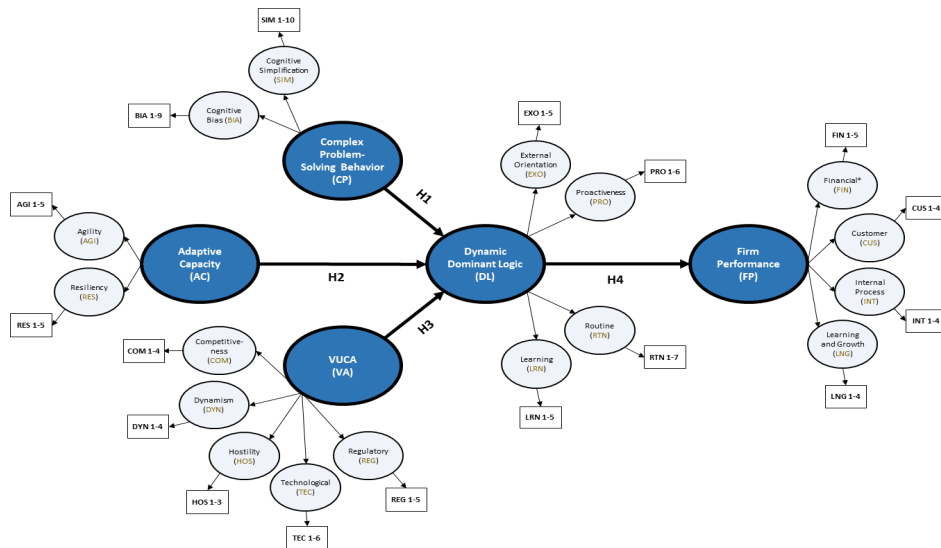 SIM 1-10
Cognitive
Simplification
(SIM)
BIA 1-9
Cognitive
Bias (BIA)
Complex
Problem-
Solving Behavior
(CP)
H1
EXO 1-5
External
Orientation
(EXO)
Proactiveness
(PRO)
PRO 1-6
FIN 1-5
Financial*
(FIN)
CUS 1-4
Customer
(CUS)
AGI 1-5
Agility
(AGI)
Resiliency
(RES)
RES 1-5
Adaptive
Capacity
(AC)
H2
Dynamic
Dominant Logic
(DL)
H4
Firm
Performance
(FP)
Internal
Process
(INT)
INT 1-4
Learning
and Growth
(LNG)
LNG 1-4
H3
VUCA
(VA)
COM 1-4
Competitive-
ness
(COM)
Dynamism
(DYN)
DYN 1-4
Hostility
(HOS)
HOS 1-3
Technological
(TEC)
TEC 1-6
Regulatory
(REG)
REG 1-5
Learning
(LRN)
LRN 1-5
Routine
(RTN)
RTN 1-7